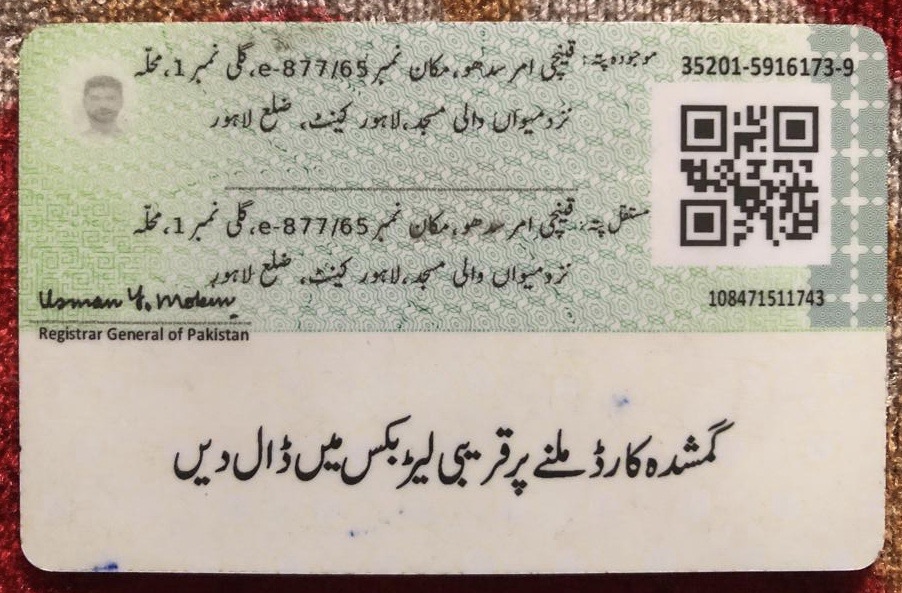 35201-5916173-9
موجودہ پتہ: قینچی امر سدھو، مکان نمبر e-877/65، گلی نمبر 1، محلہ
نزد میواں والی مسجد، لاہور کینٹ، ضلع لاہور
مستقل پتہ: قینچی امر سدھو، مکان نمبر e-877/65، گلی نمبر 1، محلہ
نزد میواں والی مسجد، لاہور کینٹ، ضلع لاہور
108471511743
Usman Y. Mobin
Registrar General of Pakistan
گمشدہ کارڈ ملنے پر قریبی لیٹر بکس میں ڈال دیں